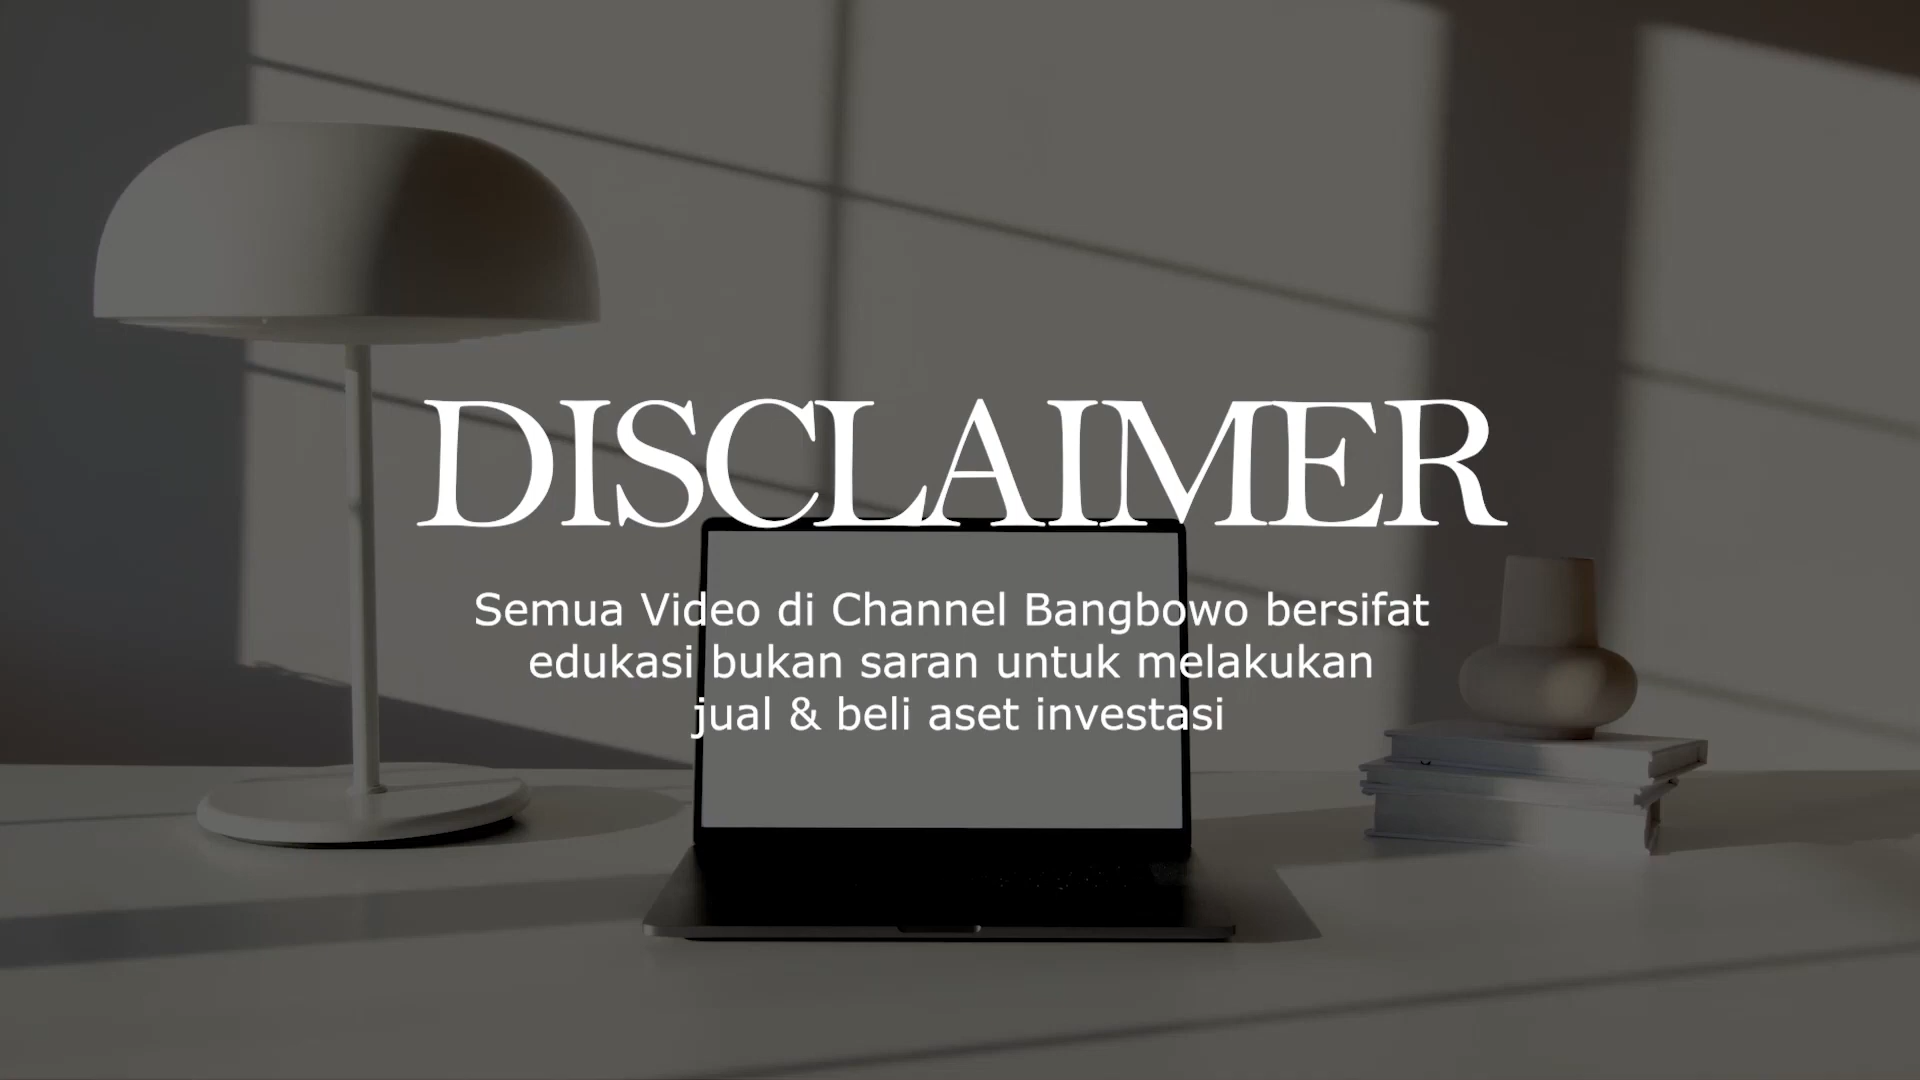 DISCLAIMER
Semua Video di Channel Bangbowo bersifat
edukasi bukan saran untuk melakukan
jual & beli aset investasi